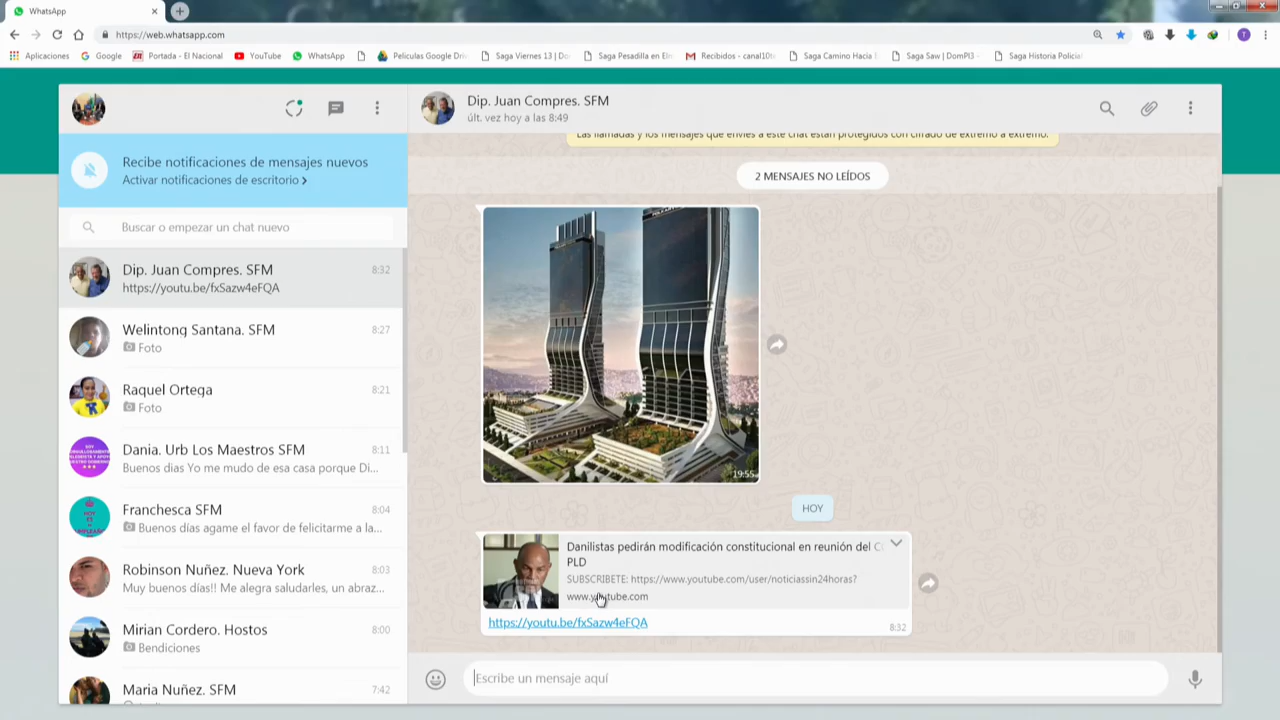 WhatsApp
https://web.whatsapp.com
Aplicaciones
Google
Portada - El Nacional
YouTube
WhatsApp
Peliculas Google Dri
Saga Viernes 13 | Do
Saga Pesadilla en Elm
Recibidos - canal10t
Saga Camino Hacia E
Saga Saw | DomPl3 -
Saga Historia Policial
Recibe notificaciones de mensajes nuevos
Activar notificaciones de escritorio >
Buscar o empezar un chat nuevo
Dip. Juan Compres. SFM 8:32
https://youtu.be/fxSazw4eFQA
Welintong Santana. SFM 8:27
Foto
Raquel Ortega 8:21
Foto
Dania. Urb Los Maestros SFM 8:11
Buenos dias Yo me mudo de esa casa porque Di...
Franchesca SFM 8:04
Buenos días agame el favor de felicitarme a la...
Robinson Nuñez. Nueva York 8:03
Muy buenos días!! Me alegra saludarles, un abraz...
Mirian Cordero. Hostos 8:00
Bendiciones
Maria Nuñez. SFM 7:42
Dip. Juan Compres. SFM
últ. vez hoy a las 8:49
Las llamadas y los mensajes que envíes a este chat están protegidos con cifrado de extremo a extremo.
2 MENSAJES NO LEÍDOS
19:55
HOY
Danilistas pedirán modificación constitucional en reunión del C
PLD
SUBSCRIBETE: https://www.youtube.com/user/noticiassin24horas?
www.youtube.com
https://youtu.be/fxSazw4eFQA
8:32
Escribe un mensaje aquí